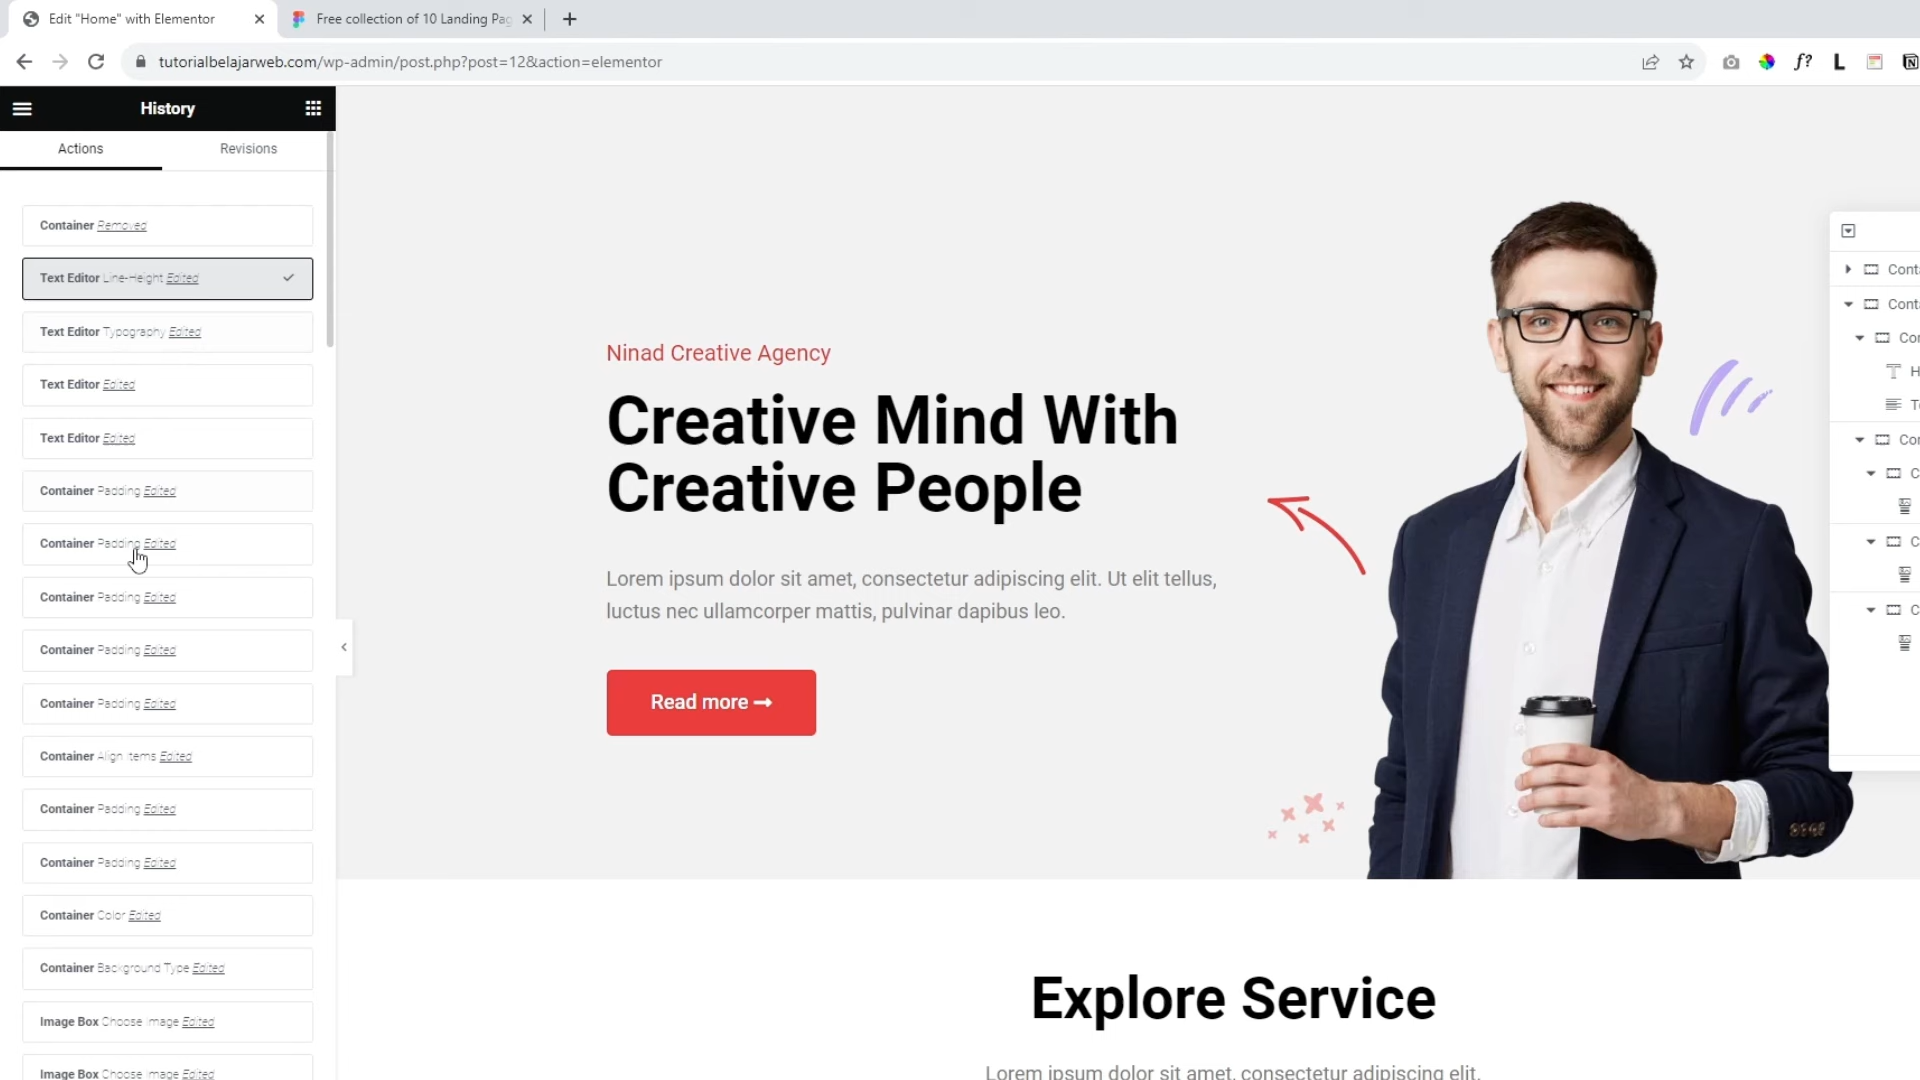 Edit "Home" with Elementor
Free collection of 10 Landing Pag
tutorialbelajarweb.com/wp-admin/post.php?post=12&action=elementor
f?
L
History
Actions
Revisions
Container Removed
Text Editor Line-Height Edited
Text Editor Typography Edited
Text Editor Edited
Text Editor Edited
Container Padding Edited
Container Padding Edited
Container Padding Edited
Container Padding Edited
Container Padding Edited
Container Align Items Edited
Container Padding Edited
Container Padding Edited
Container Color Edited
Container Background Type Edited
Image Box Choose Image Edited
Image Box Choose Image Edited
Ninad Creative Agency
Creative Mind With
Creative People
Lorem ipsum dolor sit amet, consectetur adipiscing elit. Ut elit tellus,
luctus nec ullamcorper mattis, pulvinar dapibus leo.
Read more
Explore Service
Lorem ipsum dolor sit amet, consectetur adipiscing elit.
Conta
Conta
Con
H
Te
Con
C
C
C